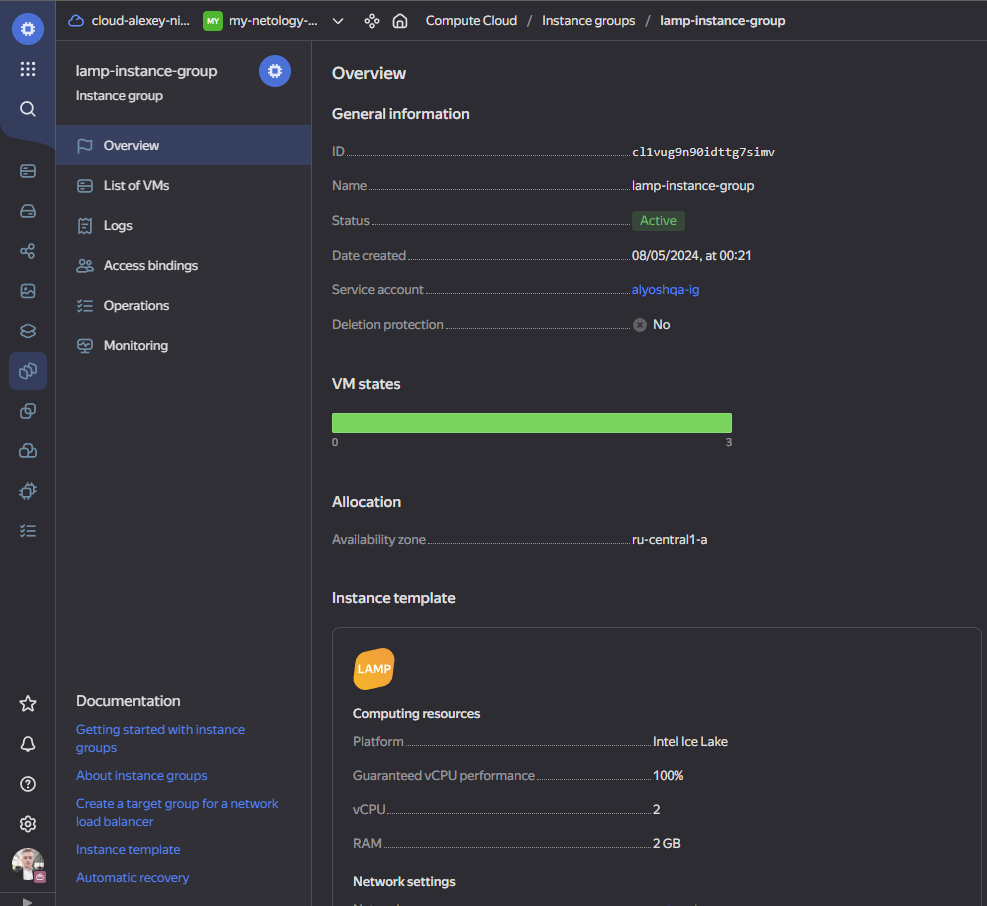 cloud-alexey-ni...
MY
my-netology-...
Compute Cloud / Instance groups / lamp-instance-group
lamp-instance-group
Instance group
Overview
List of VMs
Logs
Access bindings
Operations
Monitoring
Documentation
Getting started with instance
groups
About instance groups
Create a target group for a network
load balancer
Instance template
Automatic recovery
Overview
General information
ID cl1vug9n90idttg7simv
Name lamp-instance-group
Status Active
Date created 08/05/2024, at 00:21
Service account alyoshqa-ig
Deletion protection No
VM states
0 3
Allocation
Availability zone ru-central1-a
Instance template
LAMP
Computing resources
Platform Intel Ice Lake
Guaranteed vCPU performance 100%
vCPU 2
RAM 2 GB
Network settings